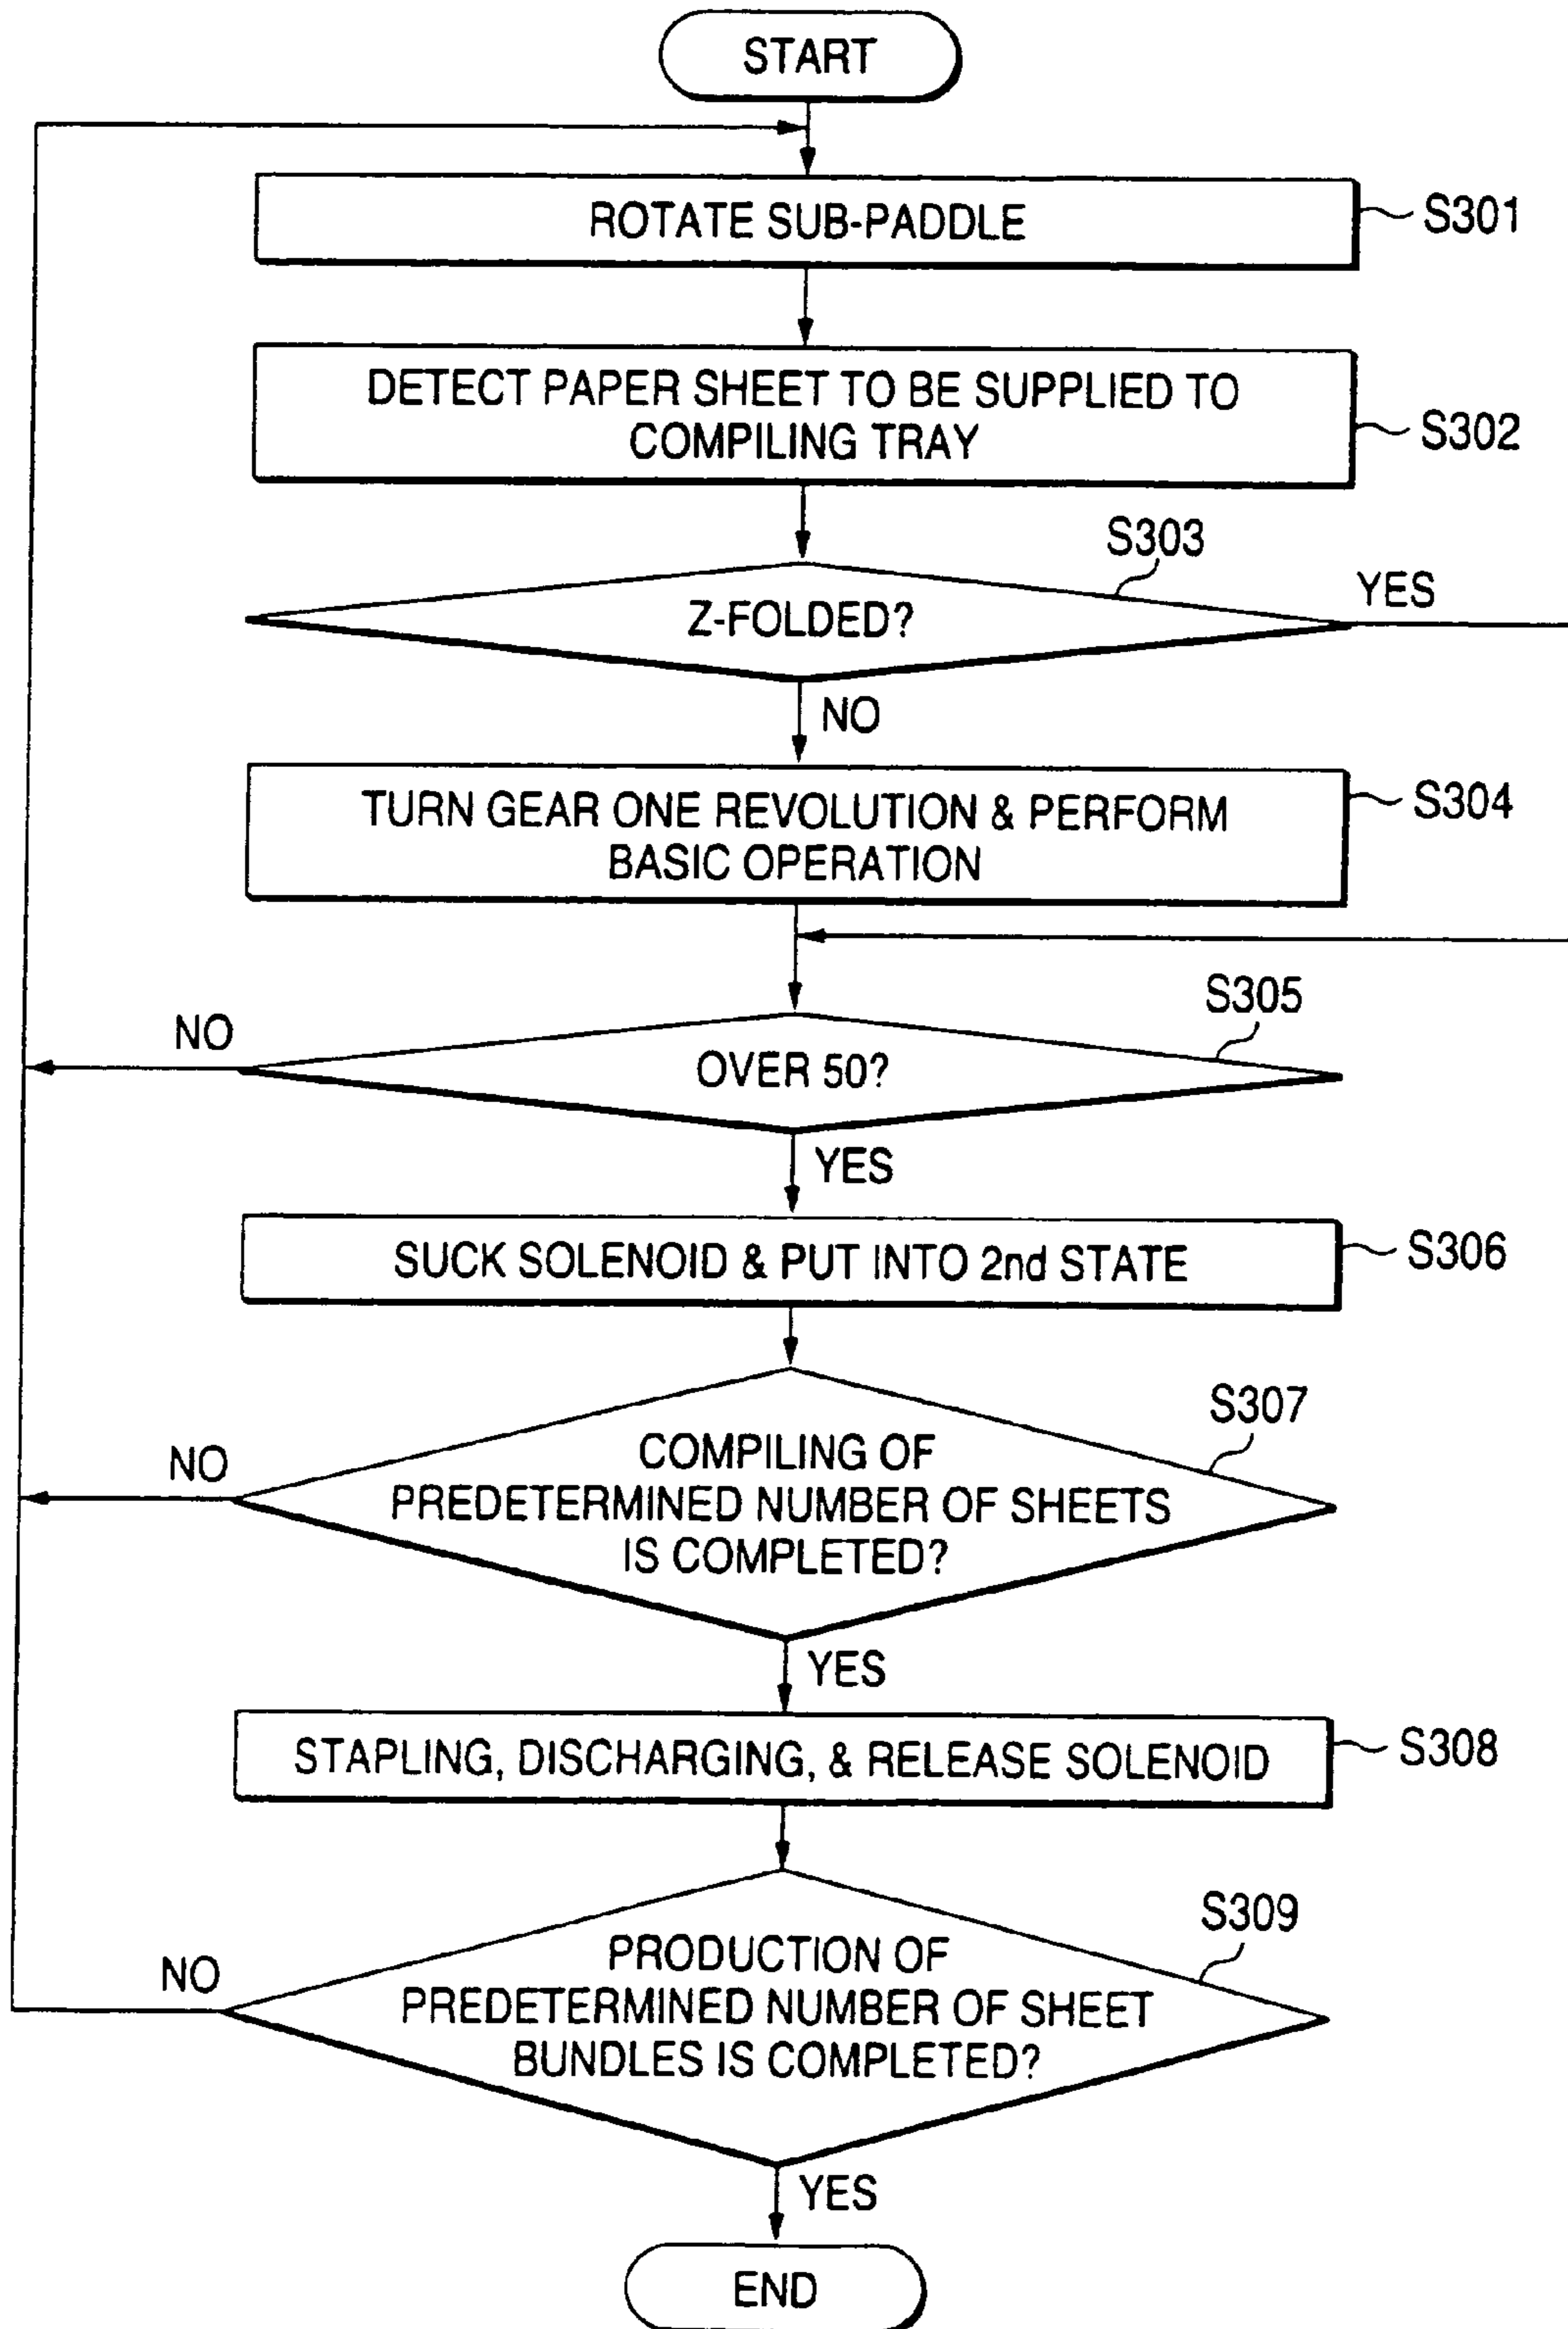 START
ROTATE SUB-PADDLE
S301
DETECT PAPER SHEET TO BE SUPPLIED TO
COMPILING TRAY
S302
S303
Z-FOLDED?
YES
NO
TURN GEAR ONE REVOLUTION & PERFORM
BASIC OPERATION
S304
S305
NO
OVER 50?
YES
SUCK SOLENOID & PUT INTO 2nd STATE
S306
S307
NO
COMPILING OF
PREDETERMINED NUMBER OF SHEETS
IS COMPLETED?
YES
STAPLING, DISCHARGING, & RELEASE SOLENOID
S308
S309
NO
PRODUCTION OF
PREDETERMINED NUMBER OF SHEET
BUNDLES IS COMPLETED?
YES
END